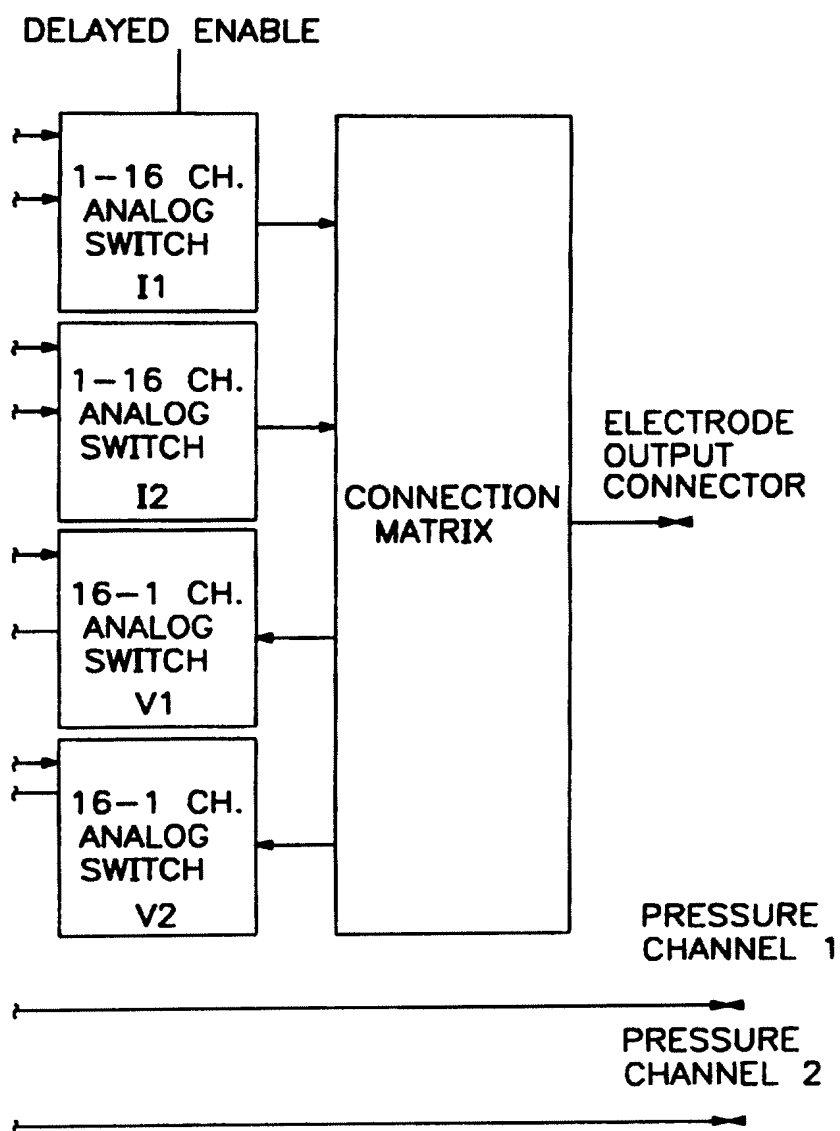 DELAYED ENABLE
1-16 CH.
ANALOG
SWITCH
I1
1-16 CH.
ANALOG
SWITCH
I2
16-1 CH.
ANALOG
SWITCH
V1
16-1 CH.
ANALOG
SWITCH
V2
CONNECTION
MATRIX
ELECTRODE
OUTPUT
CONNECTOR
PRESSURE
CHANNEL 1
PRESSURE
CHANNEL 2